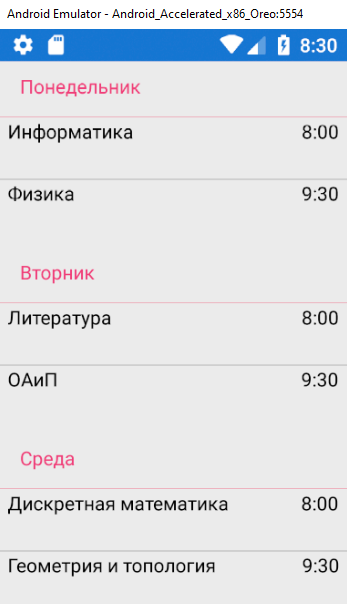 Android Emulator - Android_Accelerated_x86_Oreo:5554
8:30
Понедельник
Информатика 8:00
Физика 9:30
Вторник
Литература 8:00
ОАиП 9:30
Среда
Дискретная математика 8:00
Геометрия и топология 9:30